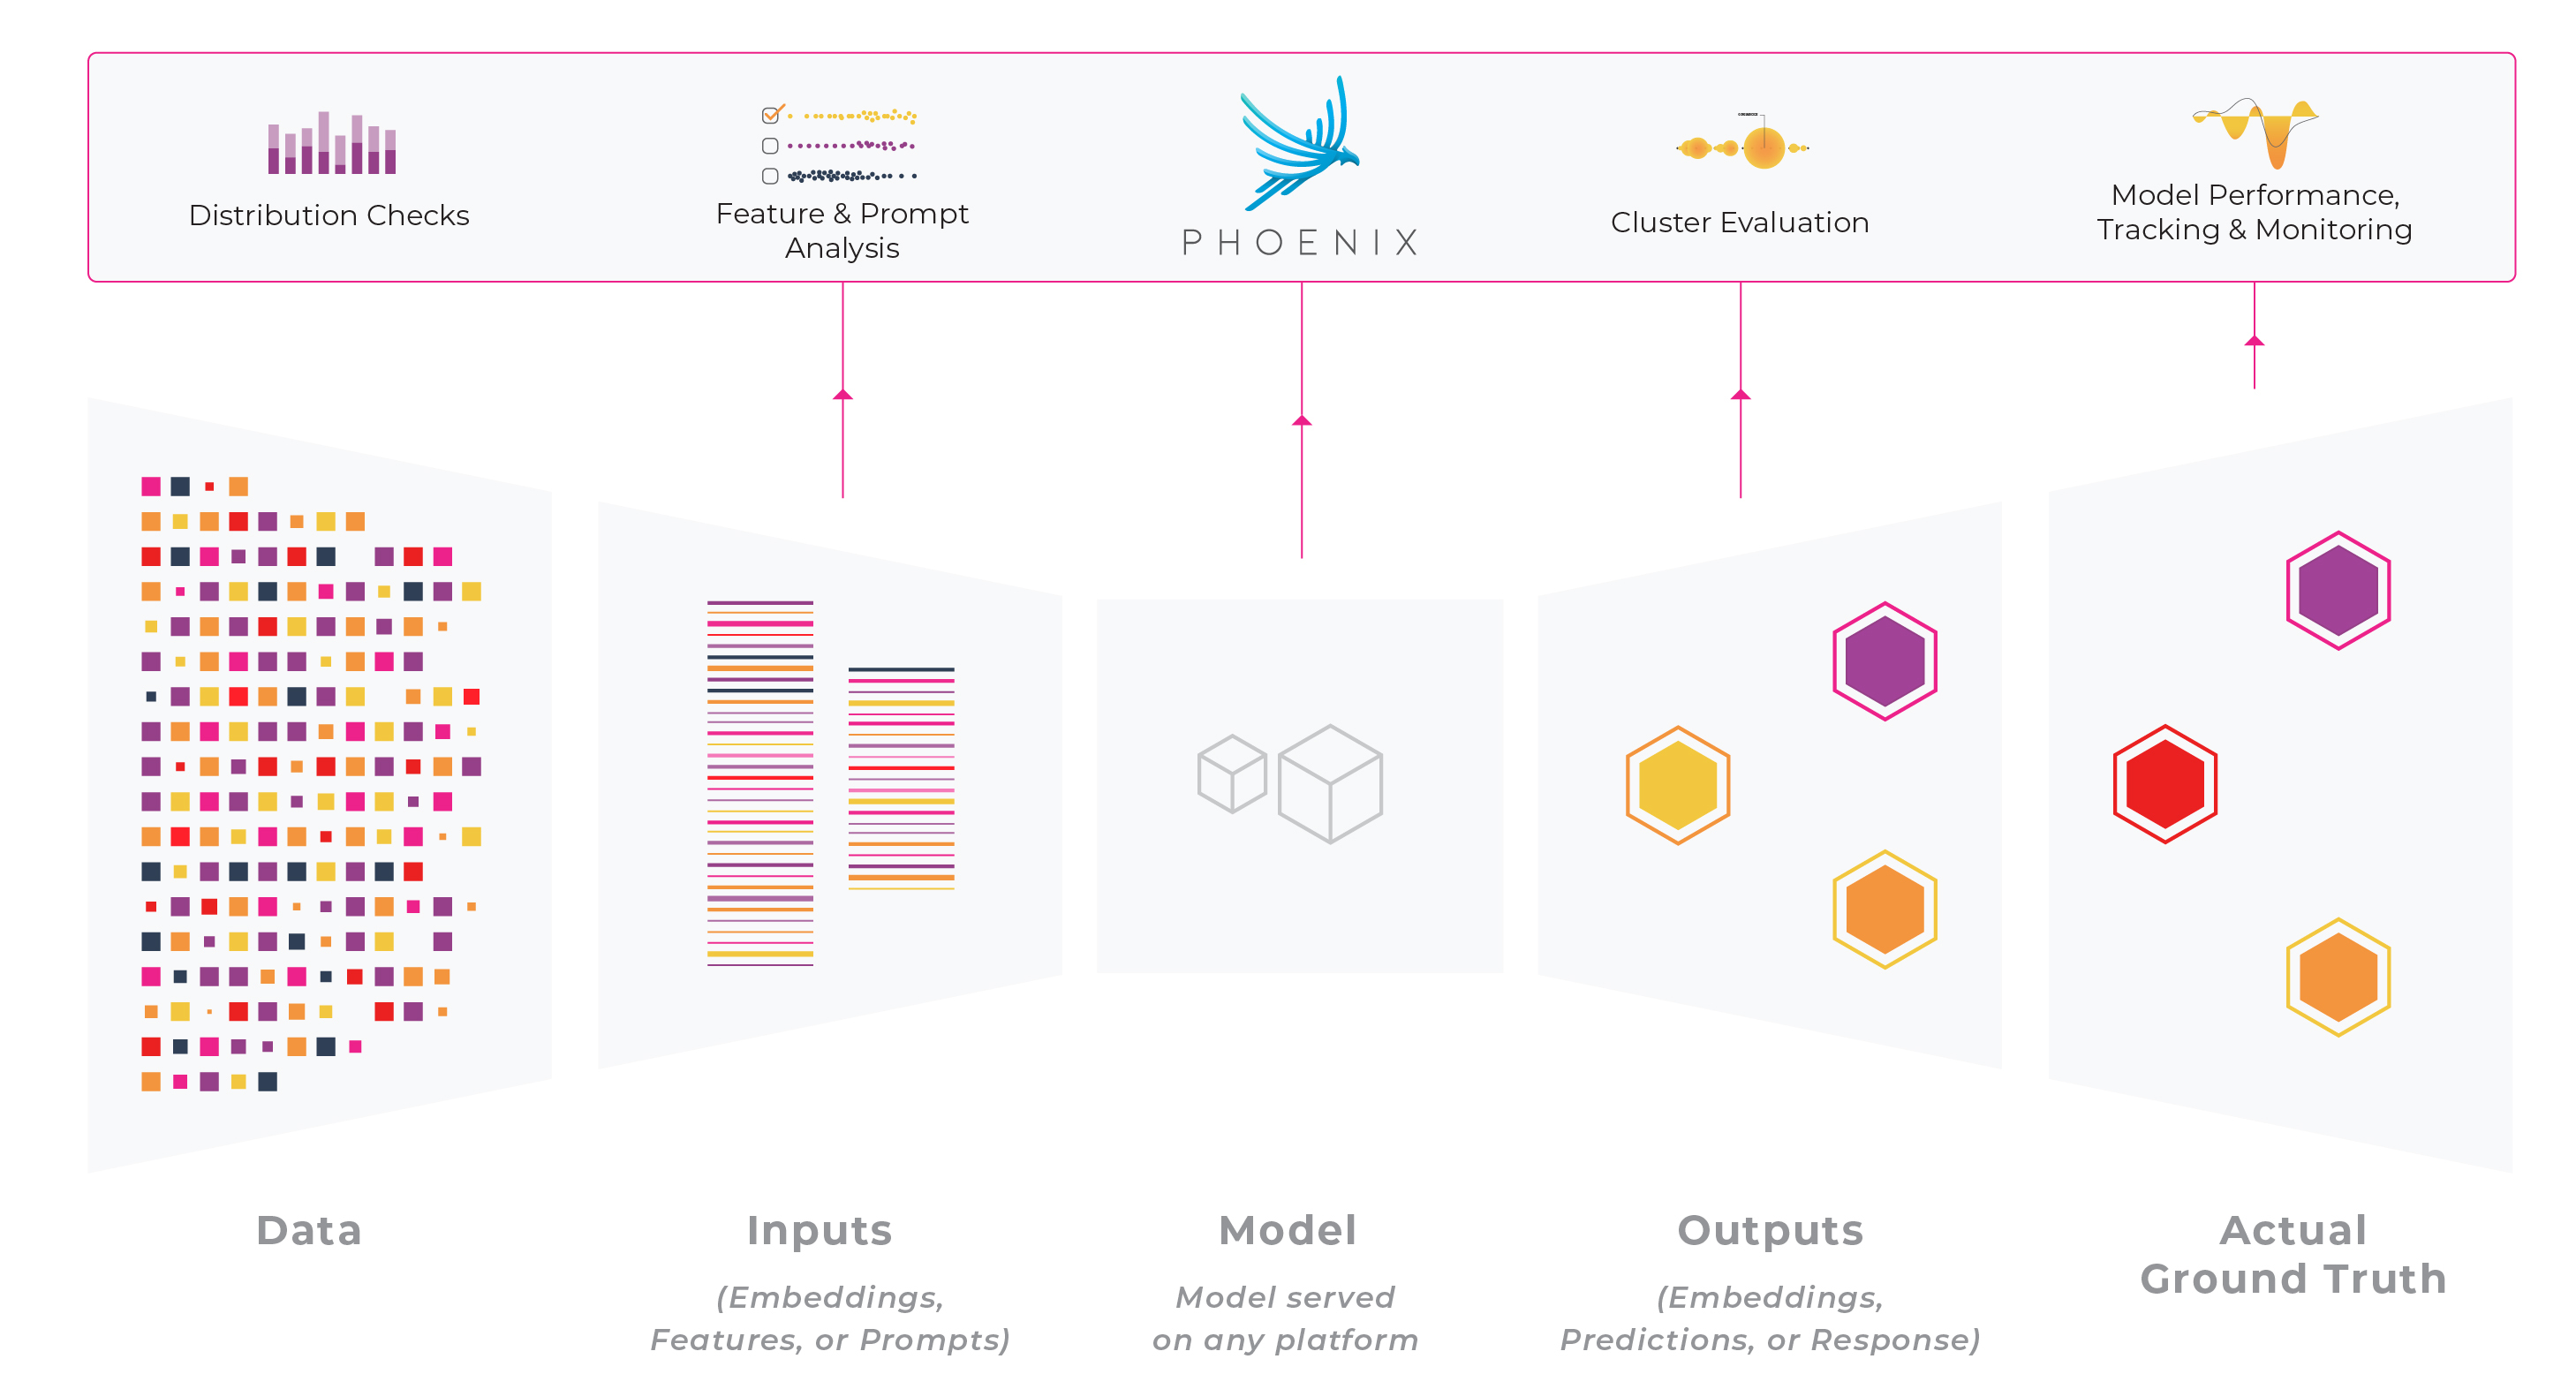 Distribution Checks
Feature & Prompt
Analysis
PHOENIX
Cluster Evaluation
Model Performance,
Tracking & Monitoring
Data
Inputs
(Embeddings,
Features, or Prompts)
Model
Model served
on any platform
Outputs
(Embeddings,
Predictions, or Response)
Actual
Ground Truth